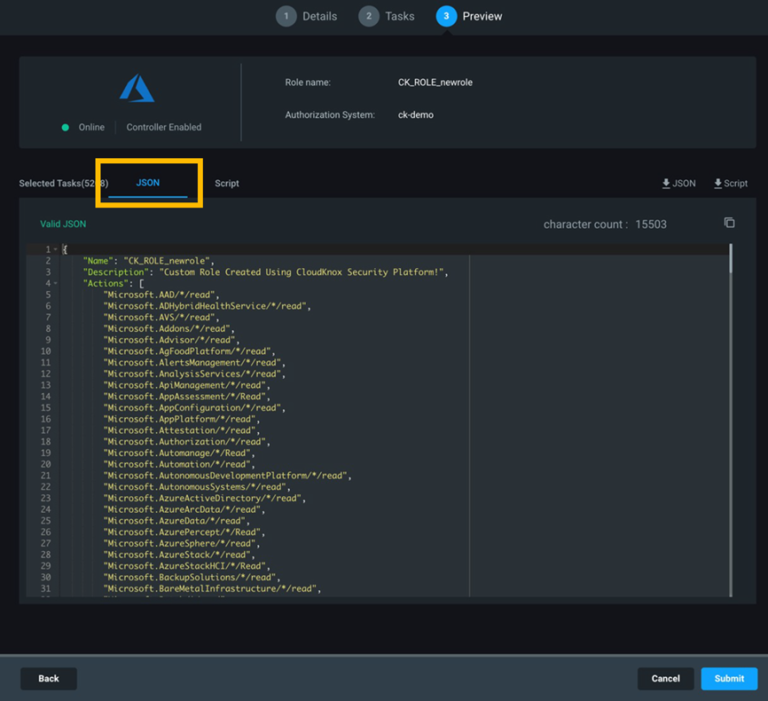 1 Details 2 Tasks 3 Preview
Role name: CK_ROLE_newrole
Authorization System: ck-demo
Online Controller Enabled
JSON Script JSON Script
Selected
Valid JSON character count : 15503
1 {
2 "Name": "CK_ROLE_newrole",
3 "Description": "Custom Role Created Using CloudKnox Security Platform!",
4 "Actions": [
5 "Microsoft.AAD/*/read",
6 "Microsoft.ADHybridHealthService/*/read",
7 "Microsoft.AVS/*/read",
8 "Microsoft.Addons/*/read",
9 "Microsoft.Advisor/*/read",
10 "Microsoft.AgFoodPlatform/*/read",
11 "Microsoft.AlertsManagement/*/read",
12 "Microsoft.AnalysisServices/*/read",
13 "Microsoft.ApiManagement/*/read",
14 "Microsoft.AppAssessment/*/Read",
15 "Microsoft.AppConfiguration/*/read",
16 "Microsoft.AppPlatform/*/read",
17 "Microsoft.Attestation/*/read",
18 "Microsoft.Authorization/*/read",
19 "Microsoft.Automanage/*/Read",
20 "Microsoft.Automation/*/read",
21 "Microsoft.AutonomousDevelopmentPlatform/*/read",
22 "Microsoft.AutonomousSystems/*/read",
23 "Microsoft.AzureActiveDirectory/*/read",
24 "Microsoft.AzureArcData/*/read",
25 "Microsoft.AzureData/*/read",
26 "Microsoft.AzurePercept/*/Read",
27 "Microsoft.AzureSphere/*/read",
28 "Microsoft.AzureStack/*/read",
29 "Microsoft.AzureStackHCI/*/Read",
30 "Microsoft.BackupSolutions/*/read",
31 "Microsoft.BareMetalInfrastructure/*/read",
Back Cancel Submit